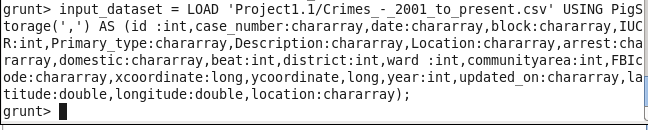 grunt> input_dataset = LOAD 'Project1.1/Crimes_-_2001_to_present.csv' USING PigS
torage(',') AS (id :int,case_number:chararray,date:chararray,block:chararray,IUC
R:int,Primary_type:chararray,Description:chararray,Location:chararray,arrest:cha
rarray,domestic:chararray,beat:int,district:int,ward :int,communityarea:int,FBIc
ode:chararray,xcoordinate:long,ycoordinate,long,year:int,updated_on:chararray,la
titude:double,longitude:double,location:chararray);
grunt>